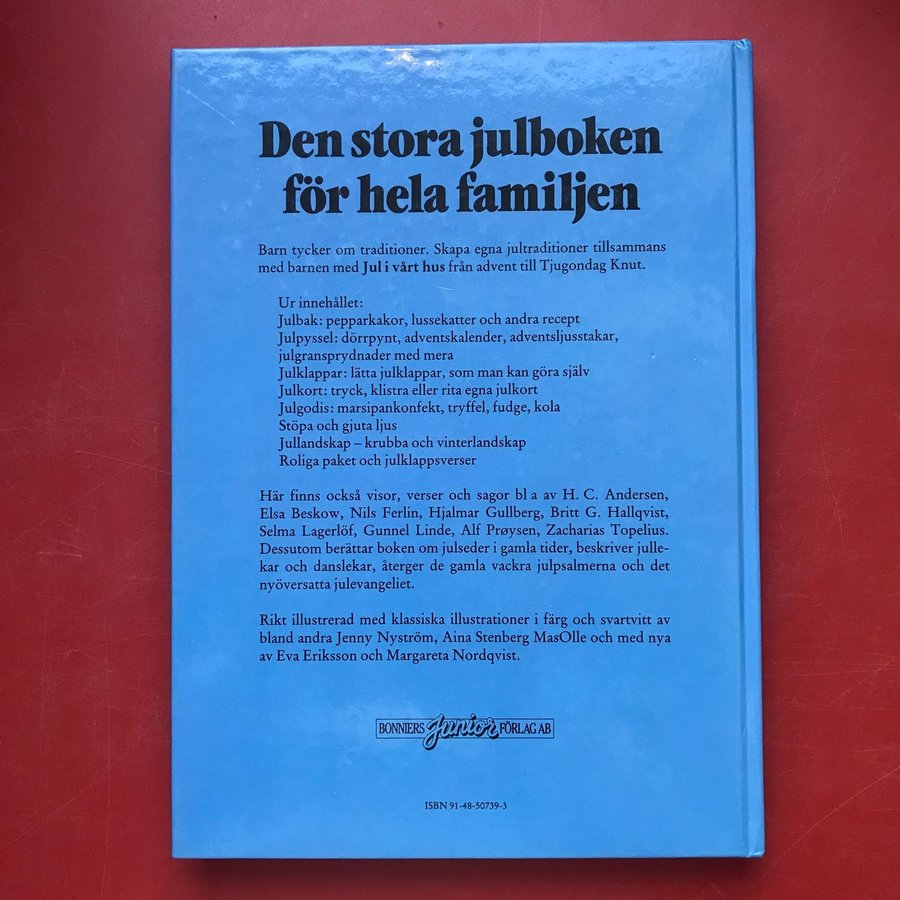 Den stora julboken
för hela familjen
Barn tycker om traditioner. Skapa egna jultraditioner tillsammans
med barnen med Jul i vårt hus från advent till Tjugondag Knut.
Ur innehållet:
Julbak: pepparkakor, lussekatter och andra recept
Julpyssel: dörrpynt, adventskalender, adventsljusstakar,
julgransprydnader med mera
Julklappar: lätta julklappar, som man kan göra själv
Julkort: tryck, klistra eller rita egna julkort
Julgodis: marsipankonfekt, tryffel, fudge, kola
Stöpa och gjuta ljus
Jullandskap – krubba och vinterlandskap
Roliga paket och julklappsverser
Här finns också visor, verser och sagor bl a av H. C. Andersen,
Elsa Beskow, Nils Ferlin, Hjalmar Gullberg, Britt G. Hallqvist,
Selma Lagerlöf, Gunnel Linde, Alf Prøysen, Zacharias Topelius.
Dessutom berättar boken om julseder i gamla tider, beskriver julle-
kar och danslekar, återger de gamla vackra julpsalmerna och det
nyöversatta julevangeliet.
Rikt illustrerad med klassiska illustrationer i färg och svartvitt av
bland andra Jenny Nyström, Aina Stenberg MasOlle och med nya
av Eva Eriksson och Margareta Nordqvist.
BONNIERS Junior FÖRLAG AB
ISBN 91-48-50739-3